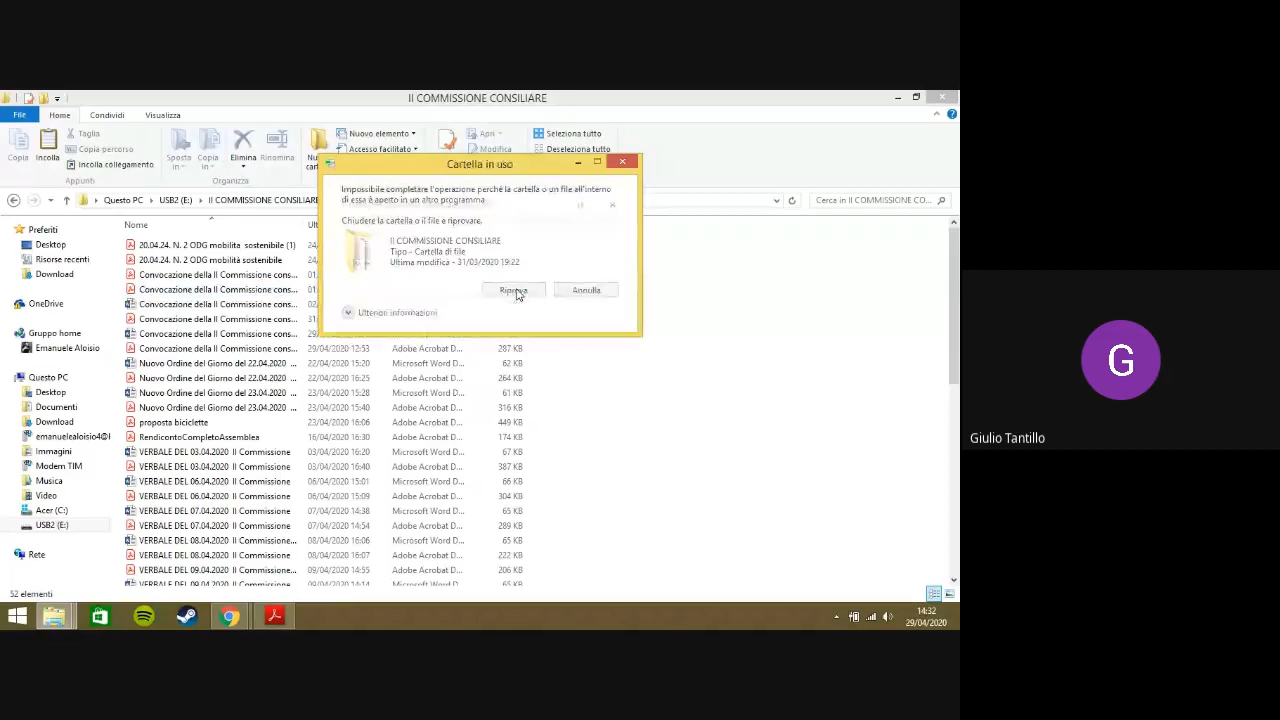 II COMMISSIONE CONSILIARE
File Home Condividi Visualizza
Copia Incolla Taglia
Copia percorso
Incolla collegamento
Sposta in Copia in Elimina Rinomina
Nuovo elemento
Accesso facilitato
Apri
Modifica
Seleziona tutto
Deseleziona tutto
Appunti Organizza
Questo PC USB2 (E:) II COMMISSIONE CONSILIARE
Cerca in II COMMISSIONE CO...
Cartella in uso
Impossibile completare l'operazione perché la cartella o un file all'interno
di essa è aperto in un altro programma
Chiudere la cartella o il file e riprovare.
II COMMISSIONE CONSILIARE
Tipo - Cartella di file
Ultima modifica - 31/03/2020 19:22
Riprova Annulla
Ulteriori informazioni
Preferiti
Desktop
Risorse recenti
Download
OneDrive
Gruppo home
Emanuele Aloisio
Questo PC
Desktop
Documenti
Download
emanuelealoisio4@
Immagini
Modem TIM
Musica
Video
Acer (C:)
USB2 (E:)
Rete
Nome
20.04.24. N. 2 ODG mobilità sostenibile (1)
20.04.24. N. 2 ODG mobilità sostenibile
Convocazione della II Commissione cons...
Convocazione della II Commissione cons...
Convocazione della II Commissione cons...
Convocazione della II Commissione cons...
Convocazione della II Commissione cons...
Convocazione della II Commissione cons... 29/04/2020 12:53 Adobe Acrobat D... 287 KB
Nuovo Ordine del Giorno del 22.04.2020 ... 22/04/2020 15:20 Microsoft Word D... 62 KB
Nuovo Ordine del Giorno del 22.04.2020 ... 22/04/2020 16:25 Adobe Acrobat D... 264 KB
Nuovo Ordine del Giorno del 23.04.2020 ... 23/04/2020 15:28 Microsoft Word D... 61 KB
Nuovo Ordine del Giorno del 23.04.2020 ... 23/04/2020 15:40 Adobe Acrobat D... 316 KB
proposta biciclette 23/04/2020 16:06 Adobe Acrobat D... 449 KB
RendicontoCompletoAssemblea 16/04/2020 16:30 Adobe Acrobat D... 174 KB
VERBALE DEL 03.04.2020 II Commissione 03/04/2020 16:20 Microsoft Word D... 67 KB
VERBALE DEL 03.04.2020 II Commissione 03/04/2020 16:40 Adobe Acrobat D... 387 KB
VERBALE DEL 06.04.2020 II Commissione 06/04/2020 15:01 Microsoft Word D... 66 KB
VERBALE DEL 06.04.2020 II Commissione 06/04/2020 15:09 Adobe Acrobat D... 304 KB
VERBALE DEL 07.04.2020 II Commissione 07/04/2020 14:38 Microsoft Word D... 65 KB
VERBALE DEL 07.04.2020 II Commissione 07/04/2020 14:54 Adobe Acrobat D... 289 KB
VERBALE DEL 08.04.2020 II Commissione... 08/04/2020 16:06 Microsoft Word D... 65 KB
VERBALE DEL 08.04.2020 II Commissione 08/04/2020 16:07 Adobe Acrobat D... 222 KB
VERBALE DEL 09.04.2020 II Commissione 09/04/2020 14:55 Adobe Acrobat D... 206 KB
VERBALE DEL 09.04.2020 II Commissione 09/04/2020 14:14 Microsoft Word D... 65 KB
52 elementi
14:32
29/04/2020
G
Giulio Tantillo